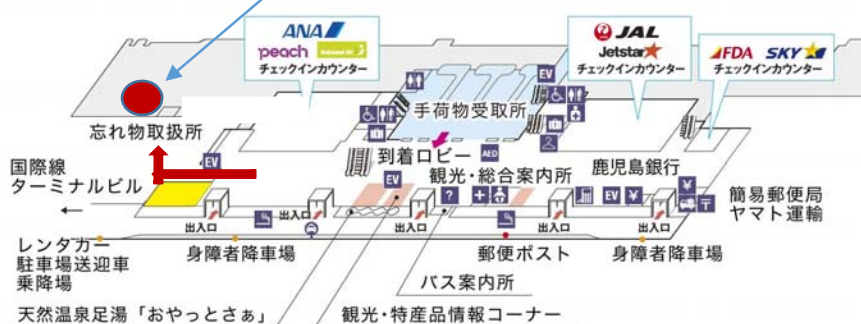 ANA
peach
チェックインカウンター
JAL
Jetstar
チェックインカウンター
FDA SKY
チェックインカウンター
忘れ物取扱所
EV
手荷物受取所
EV
国際線
ターミナルビル
到着ロビー
AED
観光・総合案内所
鹿児島銀行
EV
?
EV
¥
¥
〒
簡易郵便局
ヤマト運輸
出入口
出入口
出入口
出入口
出入口
レンタカー
駐車場送迎車
乗降場
身障者降車場
郵便ポスト
身障者降車場
バス案内所
天然温泉足湯「おやっとさぁ」
観光・特産品情報コーナー